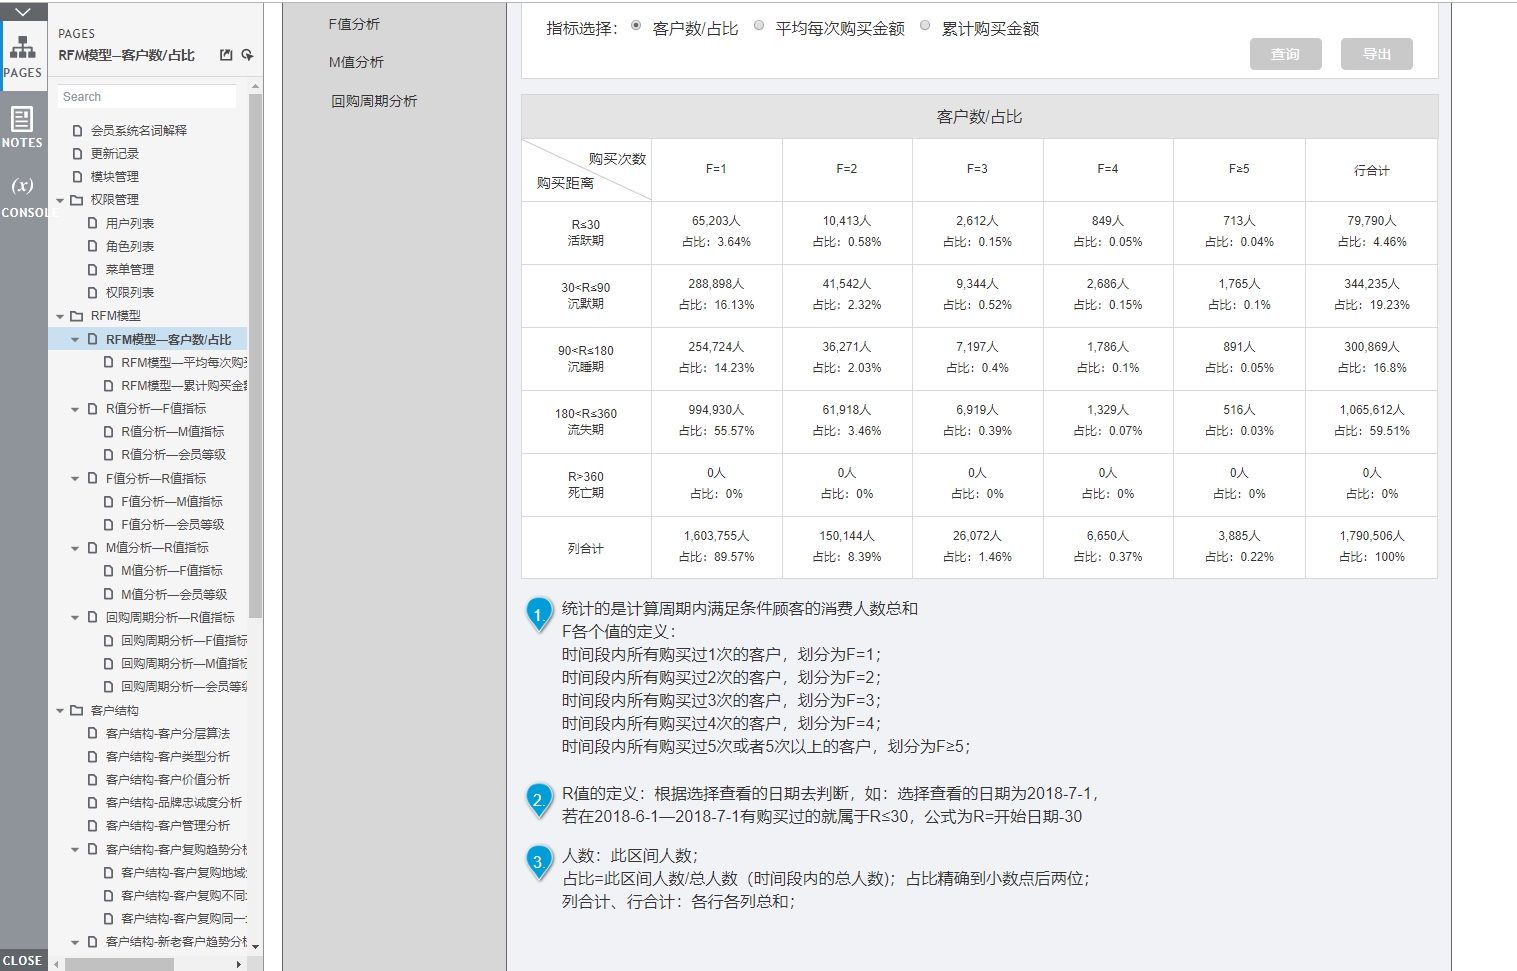 PAGES
NOTES
(x)
CONSOLE
CLOSE
PAGES
RFM模型—客户数/占比
Search
会员系统名词解释
更新记录
模块管理
权限管理
用户列表
角色列表
菜单管理
权限列表
RFM模型
RFM模型—客户数/占比
RFM模型—平均每次购
RFM模型—累计购买金
R值分析—F值指标
R值分析—M值指标
R值分析—会员等级
F值分析—R值指标
F值分析—M值指标
F值分析—会员等级
M值分析—R值指标
M值分析—F值指标
M值分析—会员等级
回购周期分析—R值指标
回购周期分析—F值指标
回购周期分析—M值指标
回购周期分析—会员等
客户结构
客户结构-客户分层算法
客户结构-客户类型分析
客户结构-客户价值分析
客户结构-品牌忠诚度分析
客户结构-客户管理分析
客户结构-客户复购趋势分
客户结构-客户复购地域
客户结构-客户复购不同
客户结构-客户复购同一
客户结构-新老客户趋势分
F值分析
M值分析
回购周期分析
指标选择： 客户数/占比 平均每次购买金额 累计购买金额
查询 导出
客户数/占比
购买次数 F=1 F=2 F=3 F=4 F≥5 行合计
购买距离
R≤30 65,203人 10,413人 2,612人 849人 713人 79,790人
活跃期 占比：3.64% 占比：0.58% 占比：0.15% 占比：0.05% 占比：0.04% 占比：4.46%
30<R≤90 288,898人 41,542人 9,344人 2,686人 1,765人 344,235人
沉默期 占比：16.13% 占比：2.32% 占比：0.52% 占比：0.15% 占比：0.1% 占比：19.23%
90<R≤180 254,724人 36,271人 7,197人 1,786人 891人 300,869人
沉睡期 占比：14.23% 占比：2.03% 占比：0.4% 占比：0.1% 占比：0.05% 占比：16.8%
180<R≤360 994,930人 61,918人 6,919人 1,329人 516人 1,065,612人
流失期 占比：55.57% 占比：3.46% 占比：0.39% 占比：0.07% 占比：0.03% 占比：59.51%
R>360 0人 0人 0人 0人 0人 0人
死亡期 占比：0% 占比：0% 占比：0% 占比：0% 占比：0% 占比：0%
列合计 1,603,755人 150,144人 26,072人 6,650人 3,885人 1,790,506人
占比：89.57% 占比：8.39% 占比：1.46% 占比：0.37% 占比：0.22% 占比：100%
1. 统计的是计算周期内满足条件顾客的消费人数总和
F各个值的定义：
时间段内所有购买过1次的客户，划分为F=1；
时间段内所有购买过2次的客户，划分为F=2；
时间段内所有购买过3次的客户，划分为F=3；
时间段内所有购买过4次的客户，划分为F=4；
时间段内所有购买过5次或者5次以上的客户，划分为F≥5；
2. R值的定义：根据选择查看的日期去判断，如：选择查看的日期为2018-7-1，
若在2018-6-1—2018-7-1有购买过的就属于R≤30，公式为R=开始日期-30
3. 人数：此区间人数；
占比=此区间人数/总人数（时间段内的总人数)；占比精确到小数点后两位；
列合计、行合计：各行各列总和；